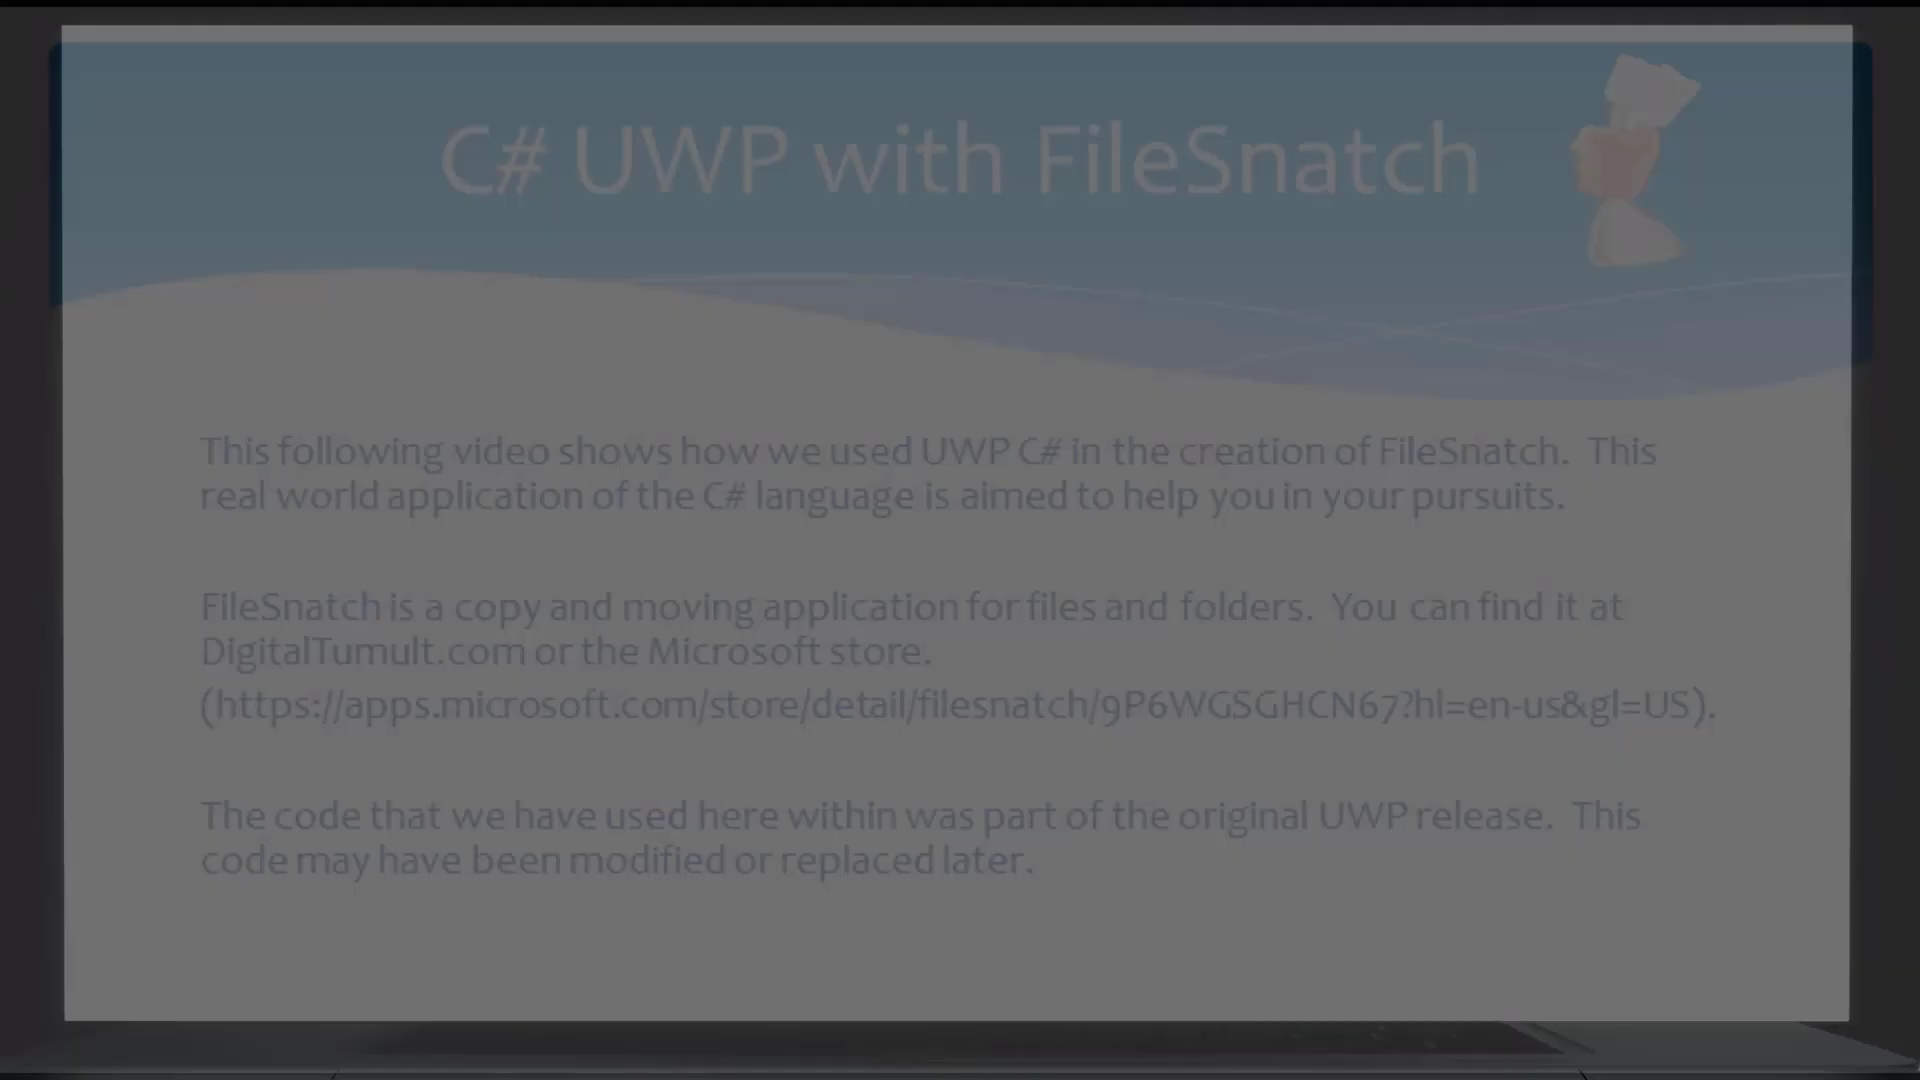 C# UWP with FileSnatch
This following video shows how we used UWP C# in the creation of FileSnatch.  This
real world application of the C# language is aimed to help you in your pursuits.
FileSnatch is a copy and moving application for files and folders.  You can find it at
DigitalTumult.com or the Microsoft store.
(https://apps.microsoft.com/store/detail/filesnatch/9P6WGSGHCN67?hl=en-us&gl=US).
The code that we have used here within was part of the original UWP release.  This
code may have been modified or replaced later.